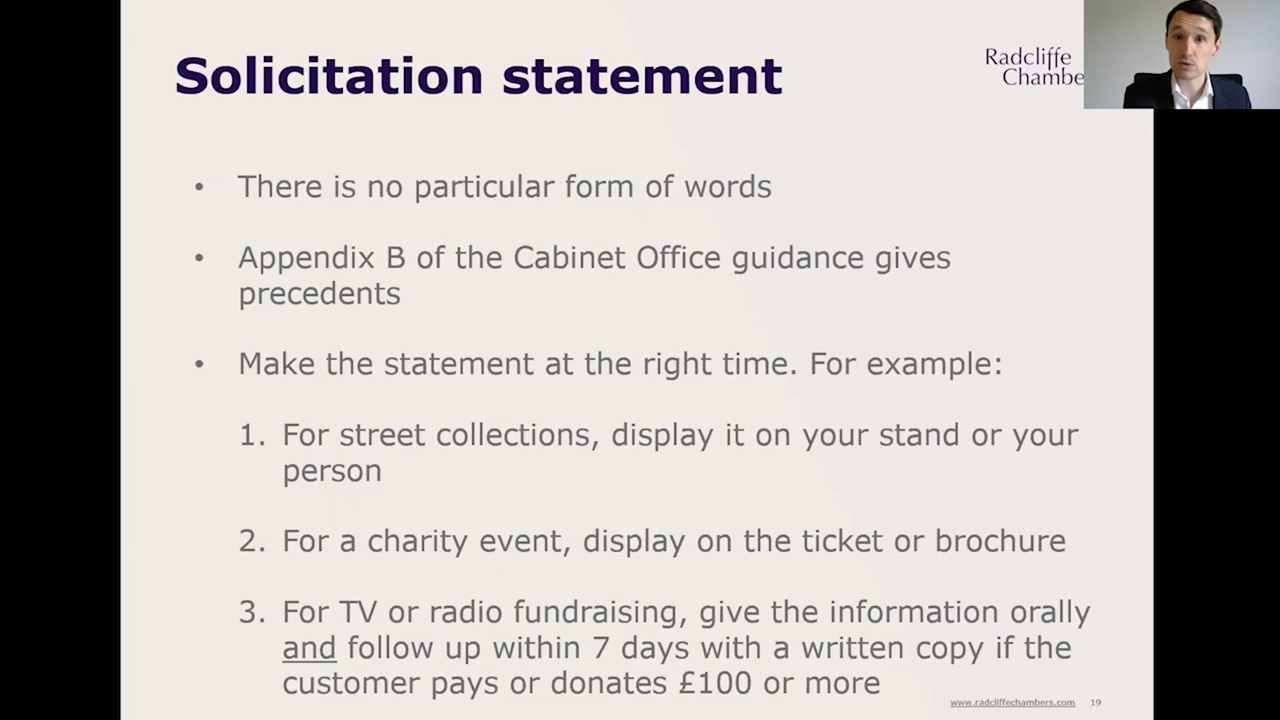 Solicitation statement
Radcliffe
Chambe
• There is no particular form of words
• Appendix B of the Cabinet Office guidance gives
precedents
• Make the statement at the right time. For example:
1. For street collections, display it on your stand or your
person
2. For a charity event, display on the ticket or brochure
3. For TV or radio fundraising, give the information orally
and follow up within 7 days with a written copy if the
customer pays or donates £100 or more
www.radcliffechambers.com 19